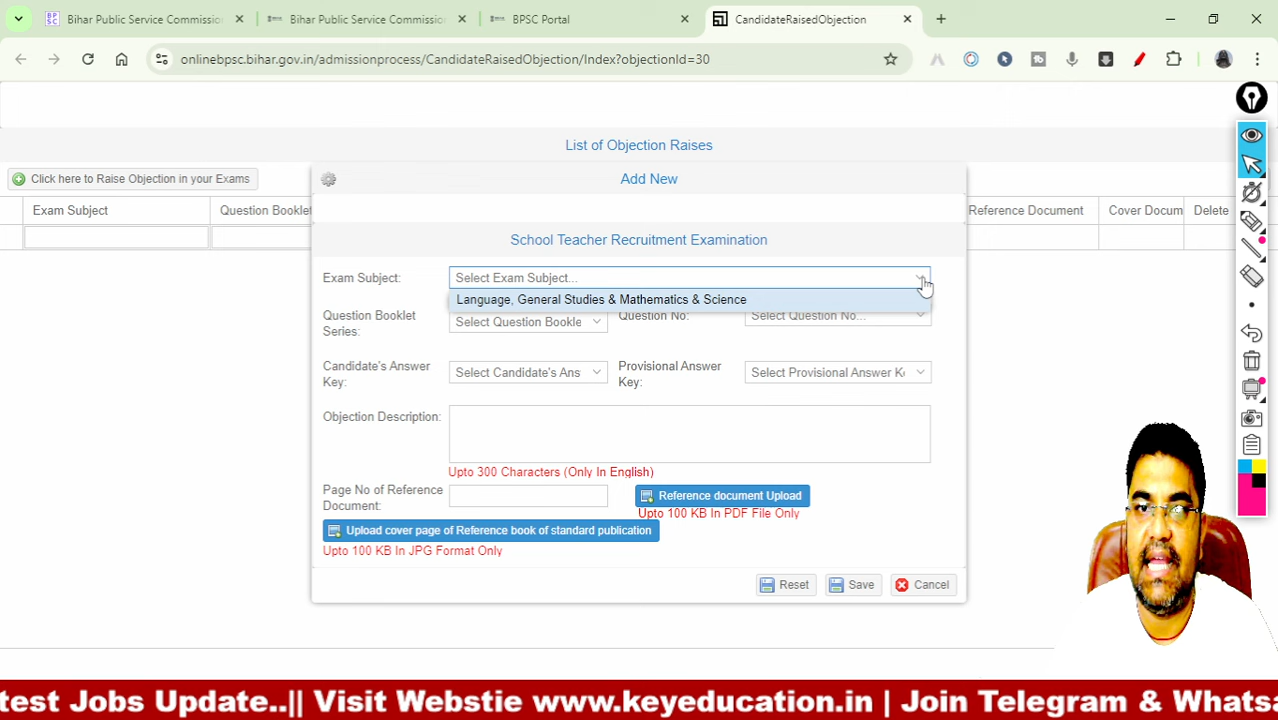 Bihar Public Service Commission
Bihar Public Service Commission
BPSC Portal
CandidateRaisedObjection
onlinebpsc.bihar.gov.in/admissionprocess/CandidateRaisedObjection/Index?objectionId=30
List of Objection Raises
Click here to Raise Objection in your Exams
Add New
Exam Subject
Question Booklet
Reference Document
Cover Docum
Delete
School Teacher Recruitment Examination
Exam Subject:
Select Exam Subject...
Language, General Studies & Mathematics & Science
Question Booklet
Series:
Select Question Bookle
Question No:
Select Question No...
Candidate's Answer
Key:
Select Candidate's Ans
Provisional Answer
Key:
Select Provisional Answer K
Objection Description:
Upto 300 Characters (Only In English)
Page No of Reference
Document:
Reference document Upload
Upto 100 KB In PDF File Only
Upload cover page of Reference book of standard publication
Upto 100 KB In JPG Format Only
Reset
Save
Cancel
test Jobs Update..|| Visit Webstie www.keyeducation.in | Join Telegram & Whatsa